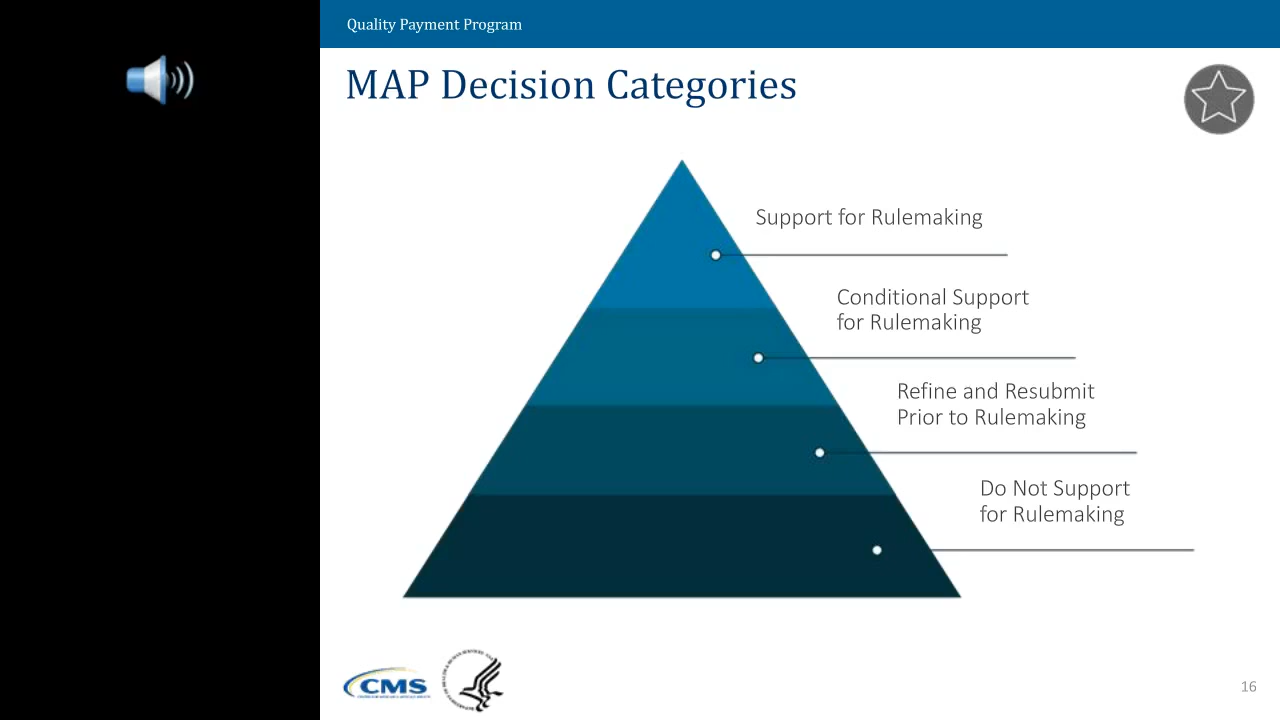 Quality Payment Program
MAP Decision Categories
Support for Rulemaking
Conditional Support
for Rulemaking
Refine and Resubmit
Prior to Rulemaking
Do Not Support
for Rulemaking
CMS
16